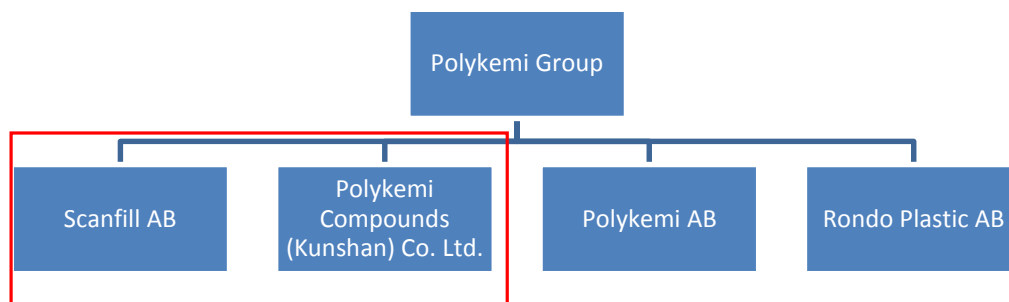 Polykemi Group
Scanfill AB
Polykemi
Compounds
(Kunshan) Co. Ltd.
Polykemi AB
Rondo Plastic AB